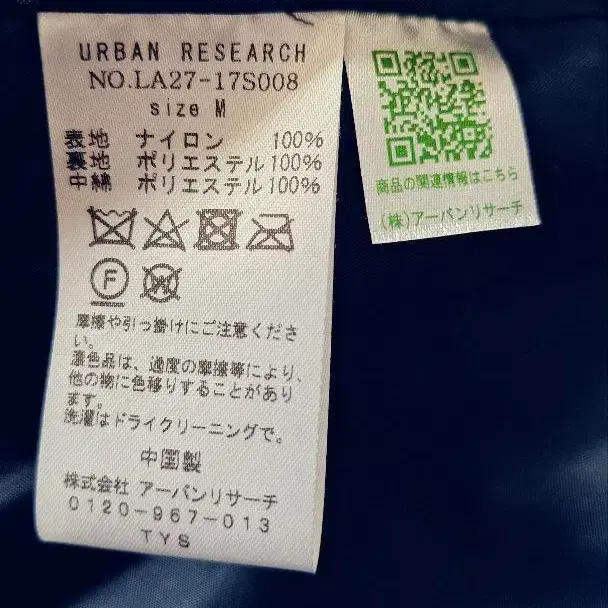 URBAN RESEARCH
NO.LA27-17S008
size M
表地 ナイロン 100%
裏地 ポリエステル 100%
中綿 ポリエステル 100%
F
W
摩擦や引っ掛けにご注意くださ
い。
濃色品は、過度の摩擦等により、
他の物に色移りすることがあり
ます。
洗濯はドライクリーニングで。
中国製
株式会社 アーバンリサーチ
0120-967-013
TYS
商品の関連情報はこちら
(株)アーバンリサーチ